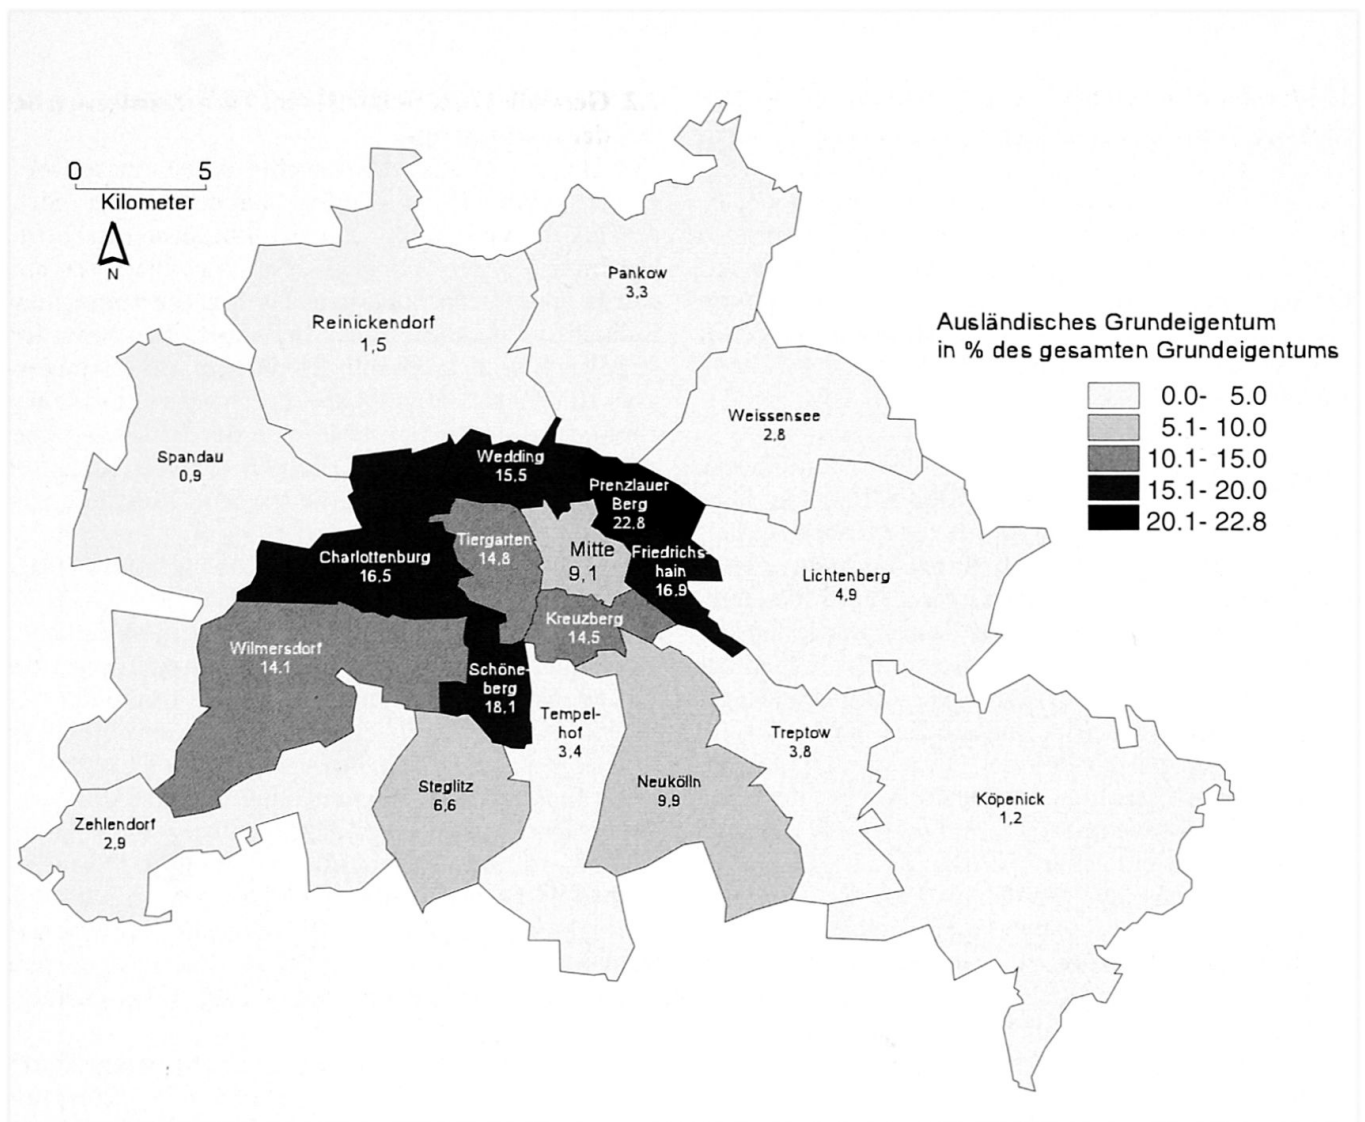 0 5
Kilometer
N
Pankow
3,3
Reinickendorf
1,5
Ausländisches Grundeigentum
in % des gesamten Grundeigentums
0.0- 5.0
5.1- 10.0
10.1- 15.0
15.1- 20.0
20.1- 22.8
Weissensee
2,8
Spandau
0,9
Wedding
15,5
Prenzlauer
Berg
22,8
Charlottenburg
16,5
Tiergarten
14,8
Mitte
9,1
Friedrichs-
hain
16,9
Lichtenberg
4,9
Kreuzberg
14,5
Wilmersdorf
14.1
Schöne-
berg
18,1
Tempel-
hof
3,4
Treptow
3,8
Steglitz
6,6
Neukölln
9,9
Köpenick
1,2
Zehlendorf
2,9